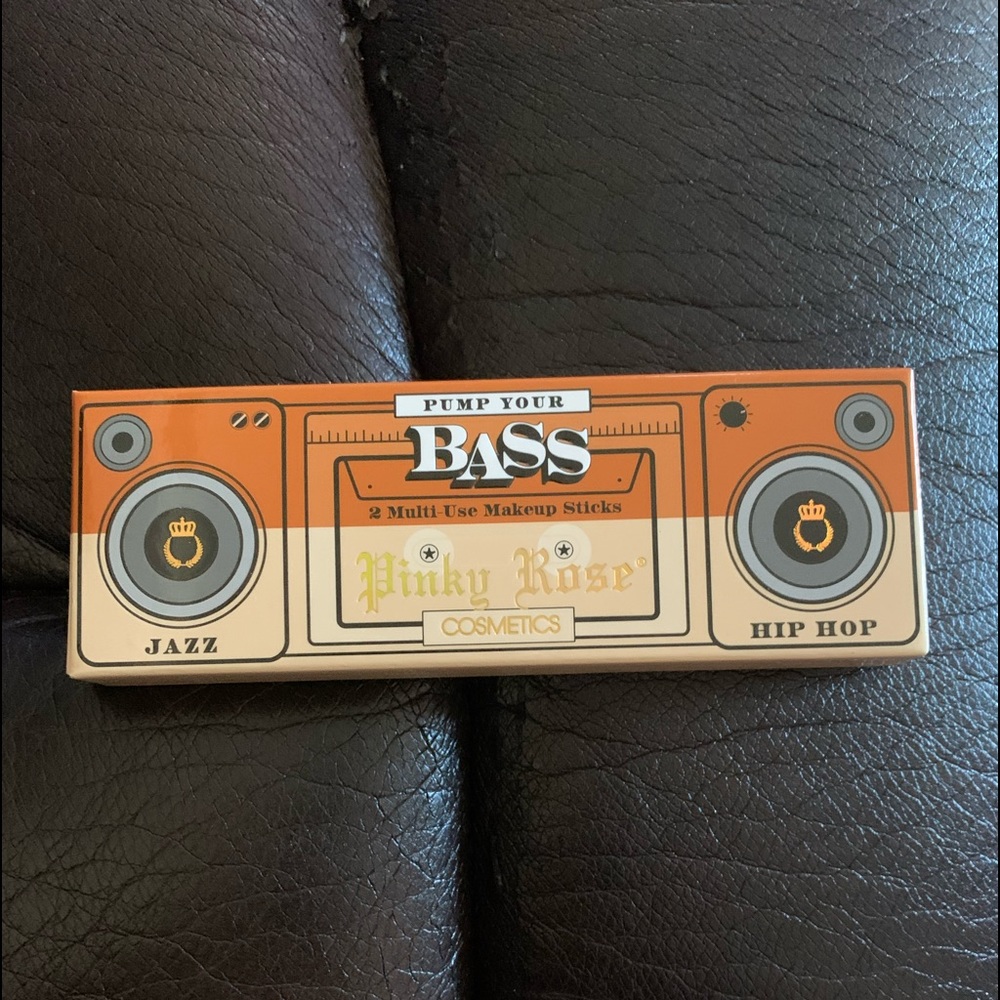 PUMP YOUR
BASS
2 Multi-Use Makeup Sticks
Pinky Rose®
COSMETICS
JAZZ
HIP HOP